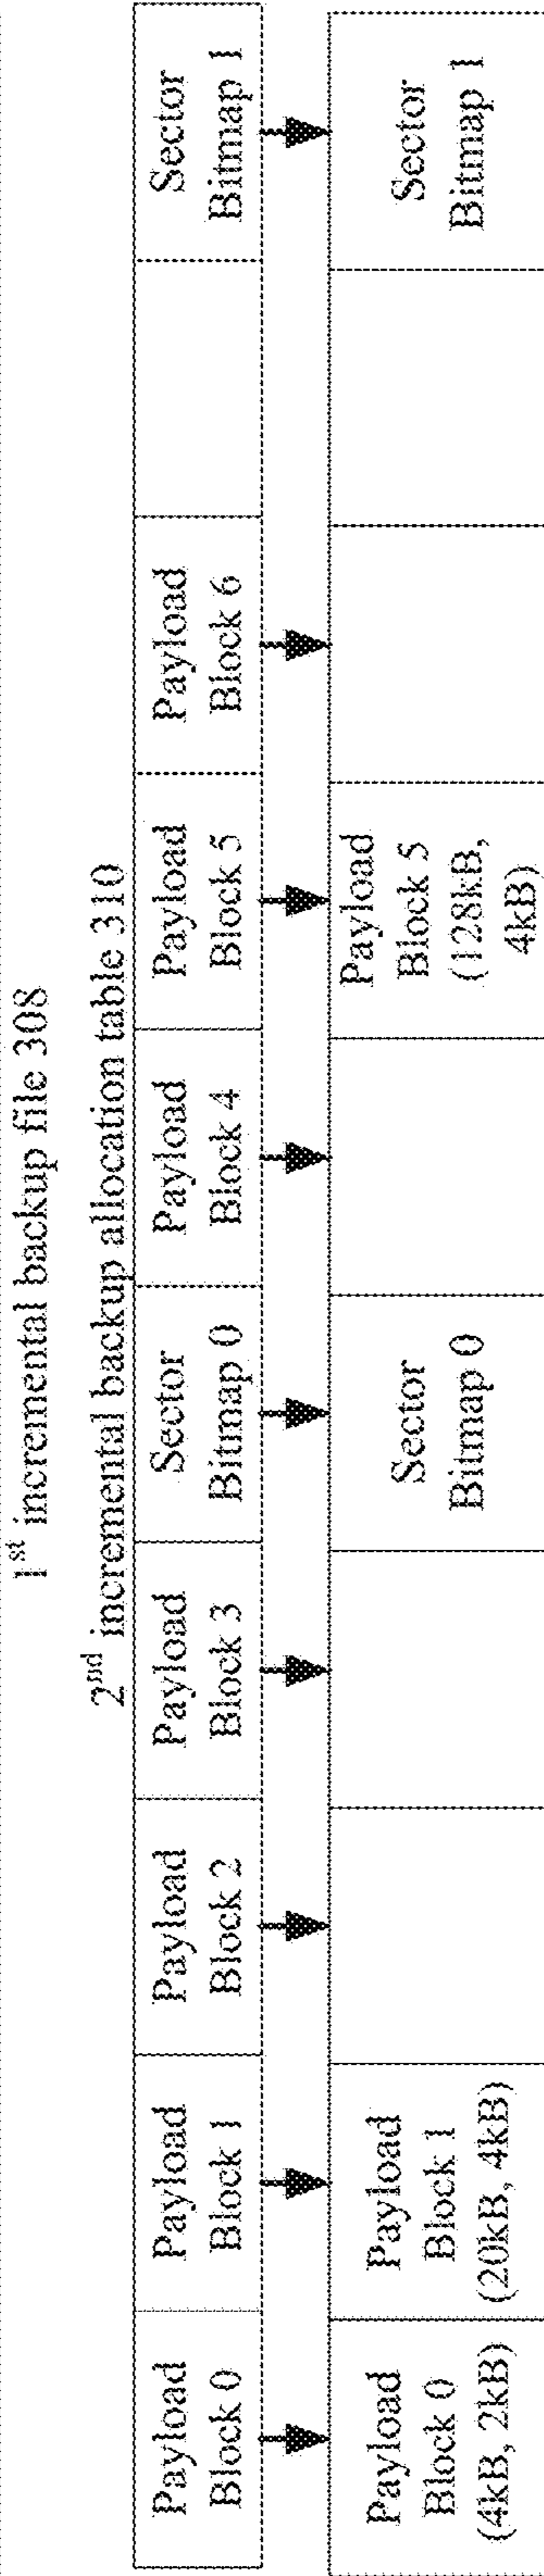 1st incremental backup file 308
2nd incremental backup allocation table 310
Payload
Block 0
Payload
Block 1
Payload
Block 2
Payload
Block 3
Sector
Bitmap 0
Payload
Block 4
Payload
Block 5
Payload
Block 6
Sector
Bitmap 1
Payload
Block 0
(4kB, 2kB)
Payload
Block 1
(20kB, 4kB)
Sector
Bitmap 0
Payload
Block 5
(128kB,
4kB)
Sector
Bitmap 1